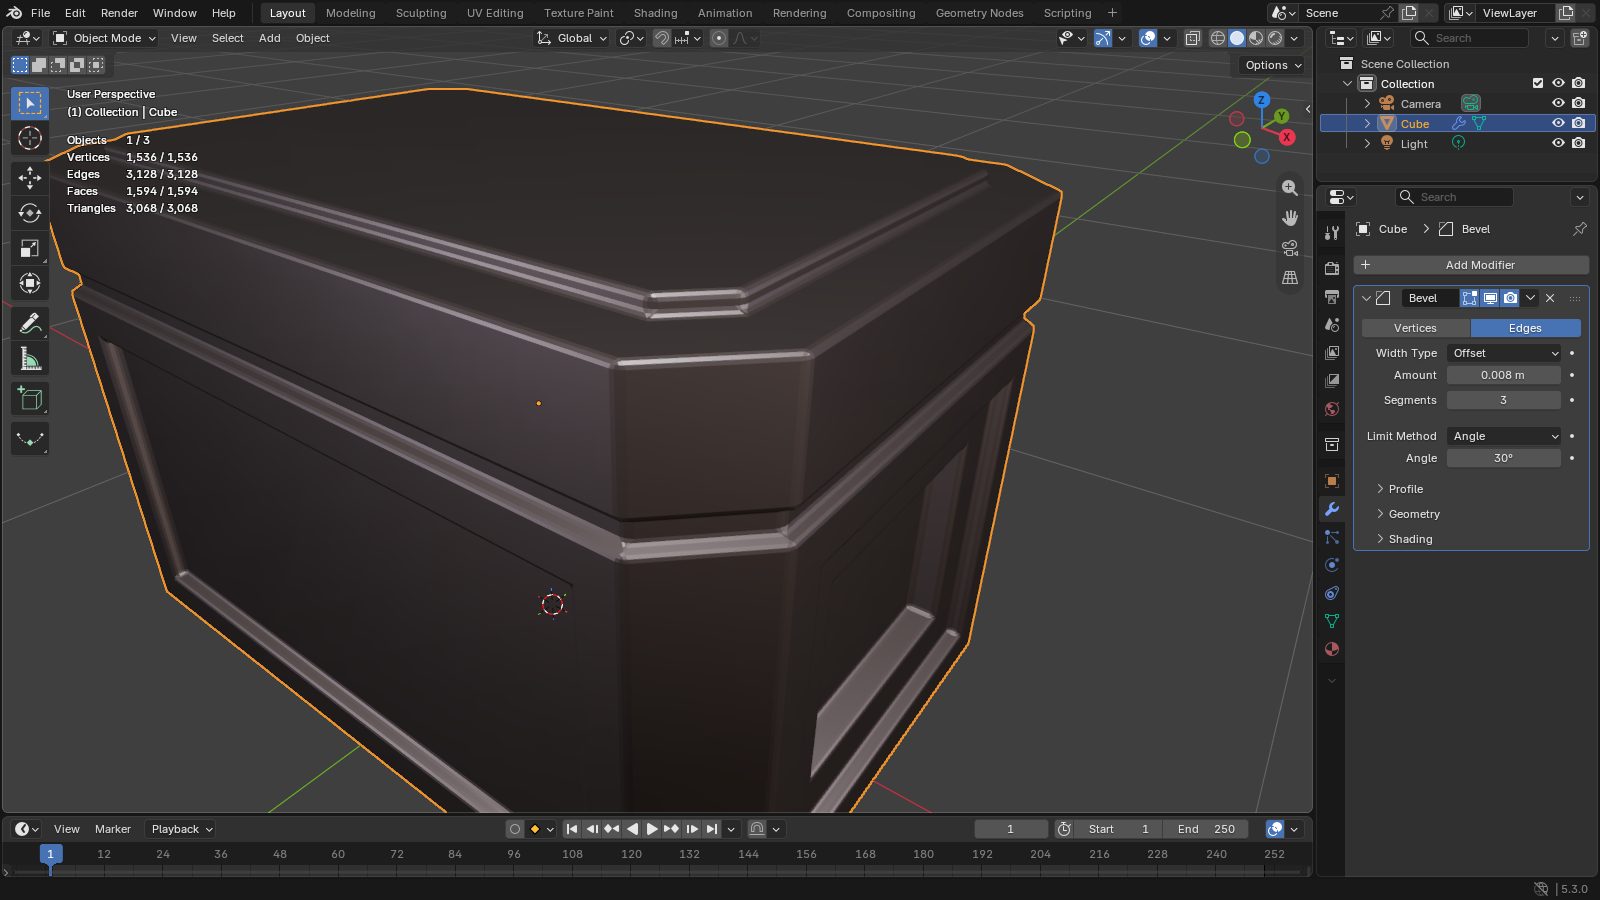 File Edit Render Window Help Layout Modeling Sculpting UV Editing Texture Paint Shading Animation Rendering Compositing Geometry Nodes Scripting + Scene ViewLayer
Object Mode View Select Add Object Global Search
Options
Scene Collection
Collection
Camera
Cube
Light
User Perspective
(1) Collection | Cube
Objects 1 / 3
Vertices 1,536 / 1,536
Edges 3,128 / 3,128
Faces 1,594 / 1,594
Triangles 3,068 / 3,068
Z
Y
X
Search
Cube Bevel
+ Add Modifier
Bevel
Vertices Edges
Width Type Offset
Amount 0.008 m
Segments 3
Limit Method Angle
Angle 30°
Profile
Geometry
Shading
View Marker Playback 1 Start 1 End 250
1 12 24 36 48 60 72 84 96 108 120 132 144 156 168 180 192 204 216 228 240 252
5.3.0